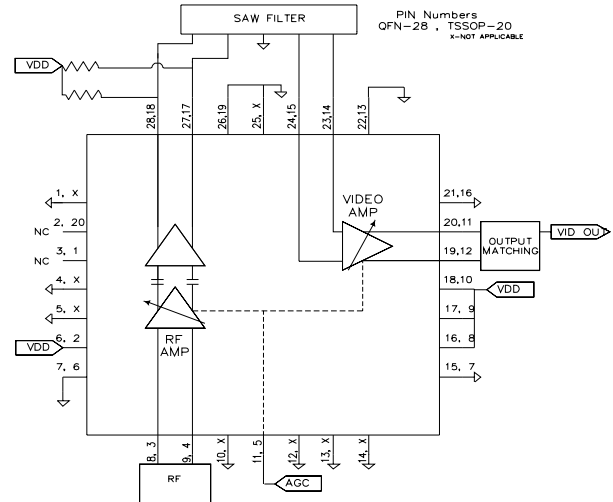 SAW FILTER
PIN Numbers
QFN-28 , TSSOP-20
X-NOT APPLICABLE
VDD
28,18
27,17
26,19
25, X
24,15
23,14
22,13
1, X
2, 20
NC
3, 1
NC
4, X
5, X
6, 2
VDD
7, 6
VIDEO
AMP
RF
AMP
21,16
20,11
VID OUT
19,12
OUTPUT
MATCHING
18,10
VDD
17, 9
16, 8
15, 7
8, 3
9, 4
10, X
11, 5
12, X
13, X
14, X
RF
AGC